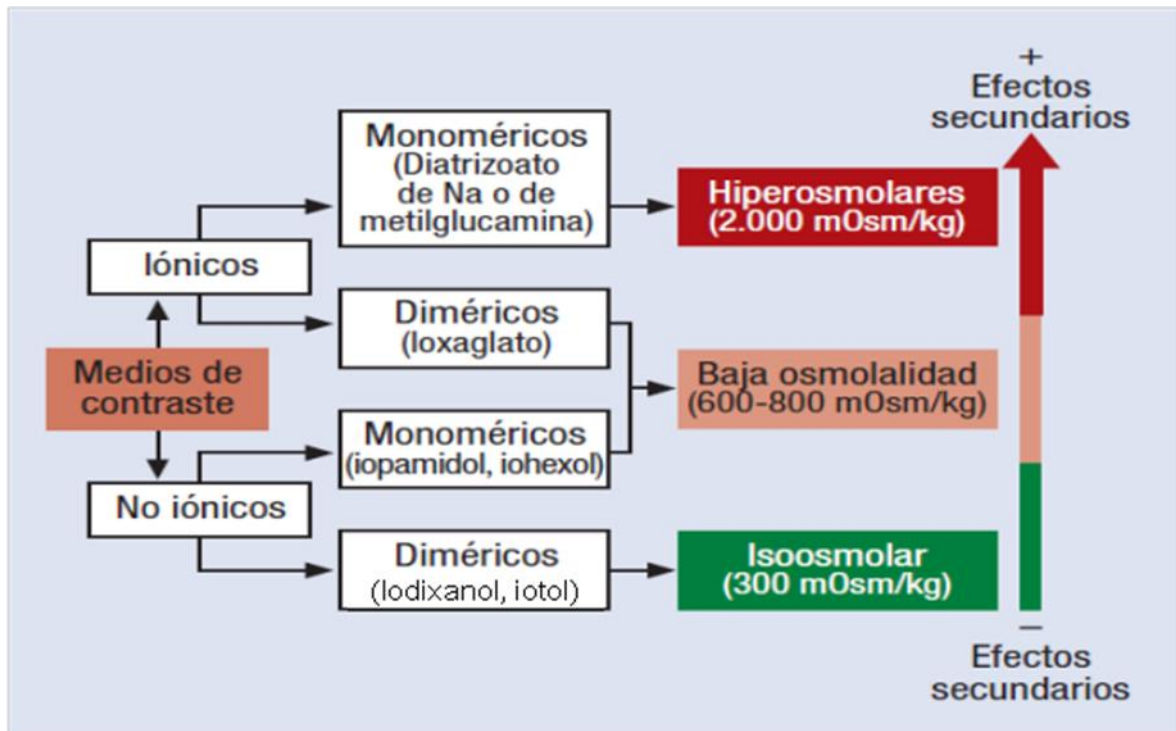 +
Efectos
secundarios
Monoméricos
(Diatrizoato
de Na o de
metilglucamina)
Hiperosmolares
(2.000 mOsm/kg)
Iónicos
Diméricos
(Ioxaglato)
Medios de
contraste
Baja osmolalidad
(600-800 mOsm/kg)
Monoméricos
(iopamidol, iohexol)
No iónicos
Diméricos
(Iodixanol, iotol)
Isoosmolar
(300 mOsm/kg)
–
Efectos
secundarios